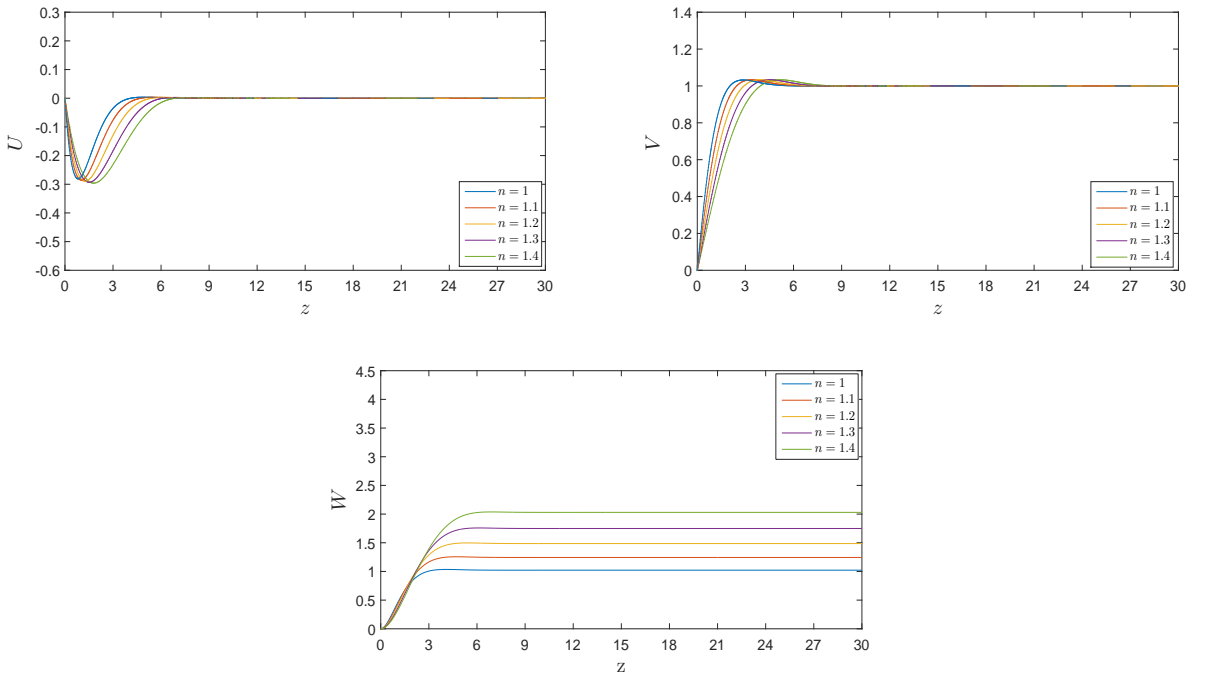 0.3
0.2
0.1
0
-0.1
-0.2
-0.3
-0.4
-0.5
-0.6
U
0 3 6 9 12 15 18 21 24 27 30
z
n = 1
n = 1.1
n = 1.2
n = 1.3
n = 1.4
1.4
1.2
1
0.8
0.6
0.4
0.2
0
V
0 3 6 9 12 15 18 21 24 27 30
z
n = 1
n = 1.1
n = 1.2
n = 1.3
n = 1.4
4.5
4
3.5
3
2.5
2
1.5
1
0.5
0
W
0 3 6 9 12 15 18 21 24 27 30
z
n = 1
n = 1.1
n = 1.2
n = 1.3
n = 1.4